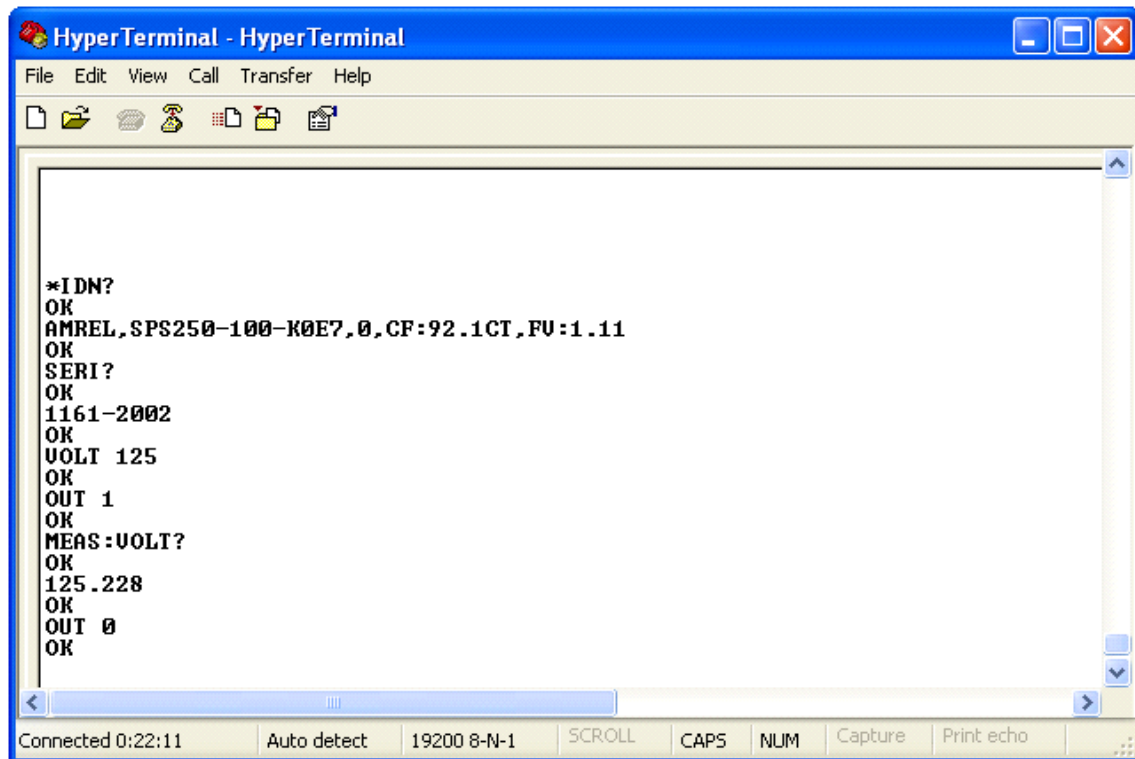 HyperTerminal - HyperTerminal
File Edit View Call Transfer Help
*IDN?
OK
AMREL,SPS250-100-K0E7,0,CF:92.1CT,FV:1.11
OK
SERI?
OK
1161-2002
OK
VOLT 125
OK
OUT 1
OK
MEAS:VOLT?
OK
125.228
OK
OUT 0
OK
Connected 0:22:11 Auto detect 19200 8-N-1 SCROLL CAPS NUM Capture Print echo